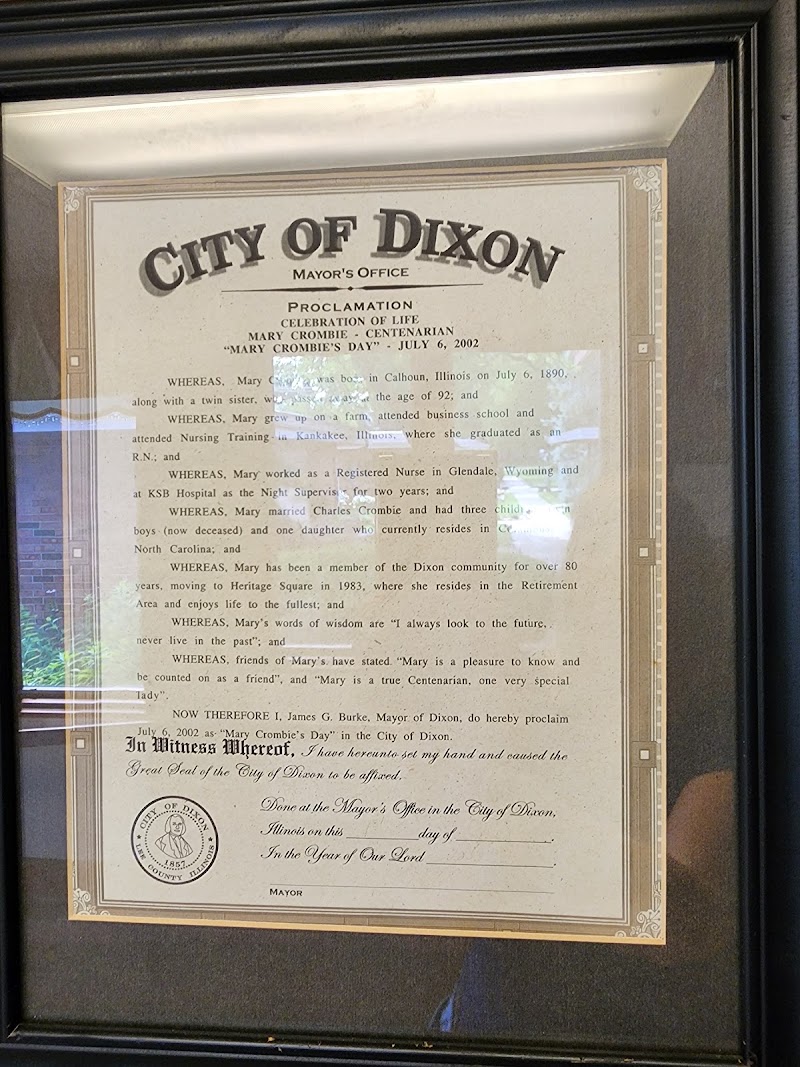 CITY OF DIXON
MAYOR'S OFFICE
PROCLAMATION
CELEBRATION OF LIFE
MARY CROMBIE - CENTENARIAN
"MARY CROMBIE'S DAY" - JULY 6, 2002
WHEREAS, Mary was born in Calhoun, Illinois on July 6, 1890,
along with a twin sister, who passed away at the age of 92; and
WHEREAS, Mary grew up on a farm, attended business school and
attended Nursing Training in Kankakee, Illinois, where she graduated as an
R.N.; and
WHEREAS, Mary worked as a Registered Nurse in Glendale, Wyoming and
at KSB Hospital as the Night Supervisor for two years; and
WHEREAS, Mary married Charles Crombie and had three
boys (now deceased) and one daughter who currently resides in
North Carolina; and
WHEREAS, Mary has been a member of the Dixon community for over 80
years, moving to Heritage Square in 1983, where she resides in the Retirement
Area and enjoys life to the fullest; and
WHEREAS, Mary's words of wisdom are "I always look to the future,
never live in the past"; and
WHEREAS, friends of Mary's have stated "Mary is a pleasure to know and
be counted on as a friend", and "Mary is a true Centenarian, one very special
lady".
NOW THEREFORE I, James G. Burke, Mayor of Dixon, do hereby proclaim
July 6, 2002 as "Mary Crombie's Day" in the City of Dixon.
In Witness Whereof, I have hereunto set my hand and caused the
Great Seal of the City of Dixon to be affixed.
Done at the Mayor's Office in the City of Dixon,
Illinois on this __________ day of __________.
In the Year of Our Lord __________.
MAYOR
CITY OF DIXON
1857
LEE COUNTY ILLINOIS